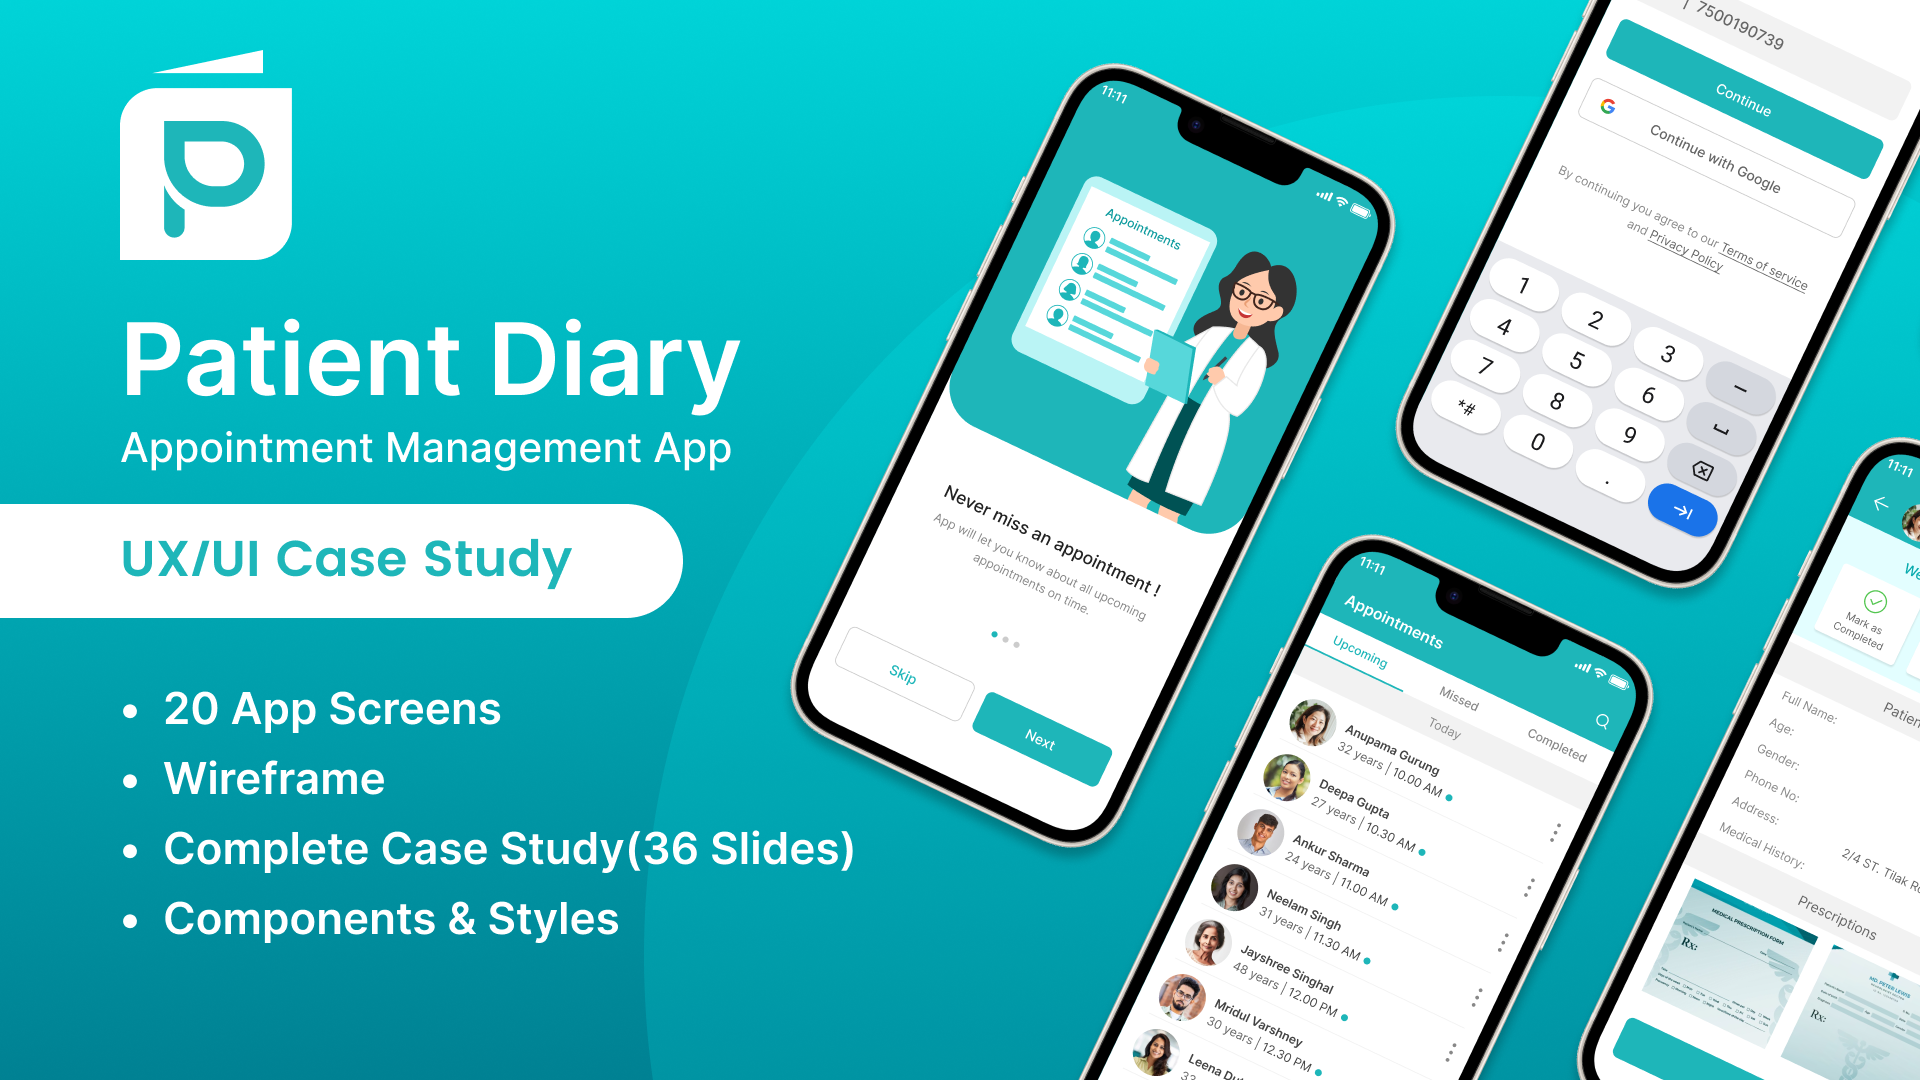 Patient Diary
Appointment Management App
UX/UI Case Study
20 App Screens
Wireframe
Complete Case Study(36 Slides)
Components & Styles
11:11
Appointments
Never miss an appointment !
App will let you know about all upcoming
appointments on time.
Skip
Next
7500190739
Continue
Continue with Google
By continuing you agree to our Terms of service
and Privacy Policy
1 2 3 –
4 5 6
7 8 9
*# 0 .
11:11
Appointments
Upcoming Missed Completed
Today
Anupama Gurung
32 years | 10.00 AM
Deepa Gupta
27 years | 10.30 AM
Ankur Sharma
24 years | 11.00 AM
Neelam Singh
31 years | 11.30 AM
Jayshree Singhal
48 years | 12.00 PM
Mridul Varshney
30 years | 12.30 PM
Leena
33
11:11
Mark as
Completed
Full Name:
Age:
Gender:
Phone No:
Address:
Medical History:
2/4 ST. Tilak
Prescriptions
MEDICAL PRESCRIPTION FORM
Rx:
MD. PETER LEWIS
Rx: